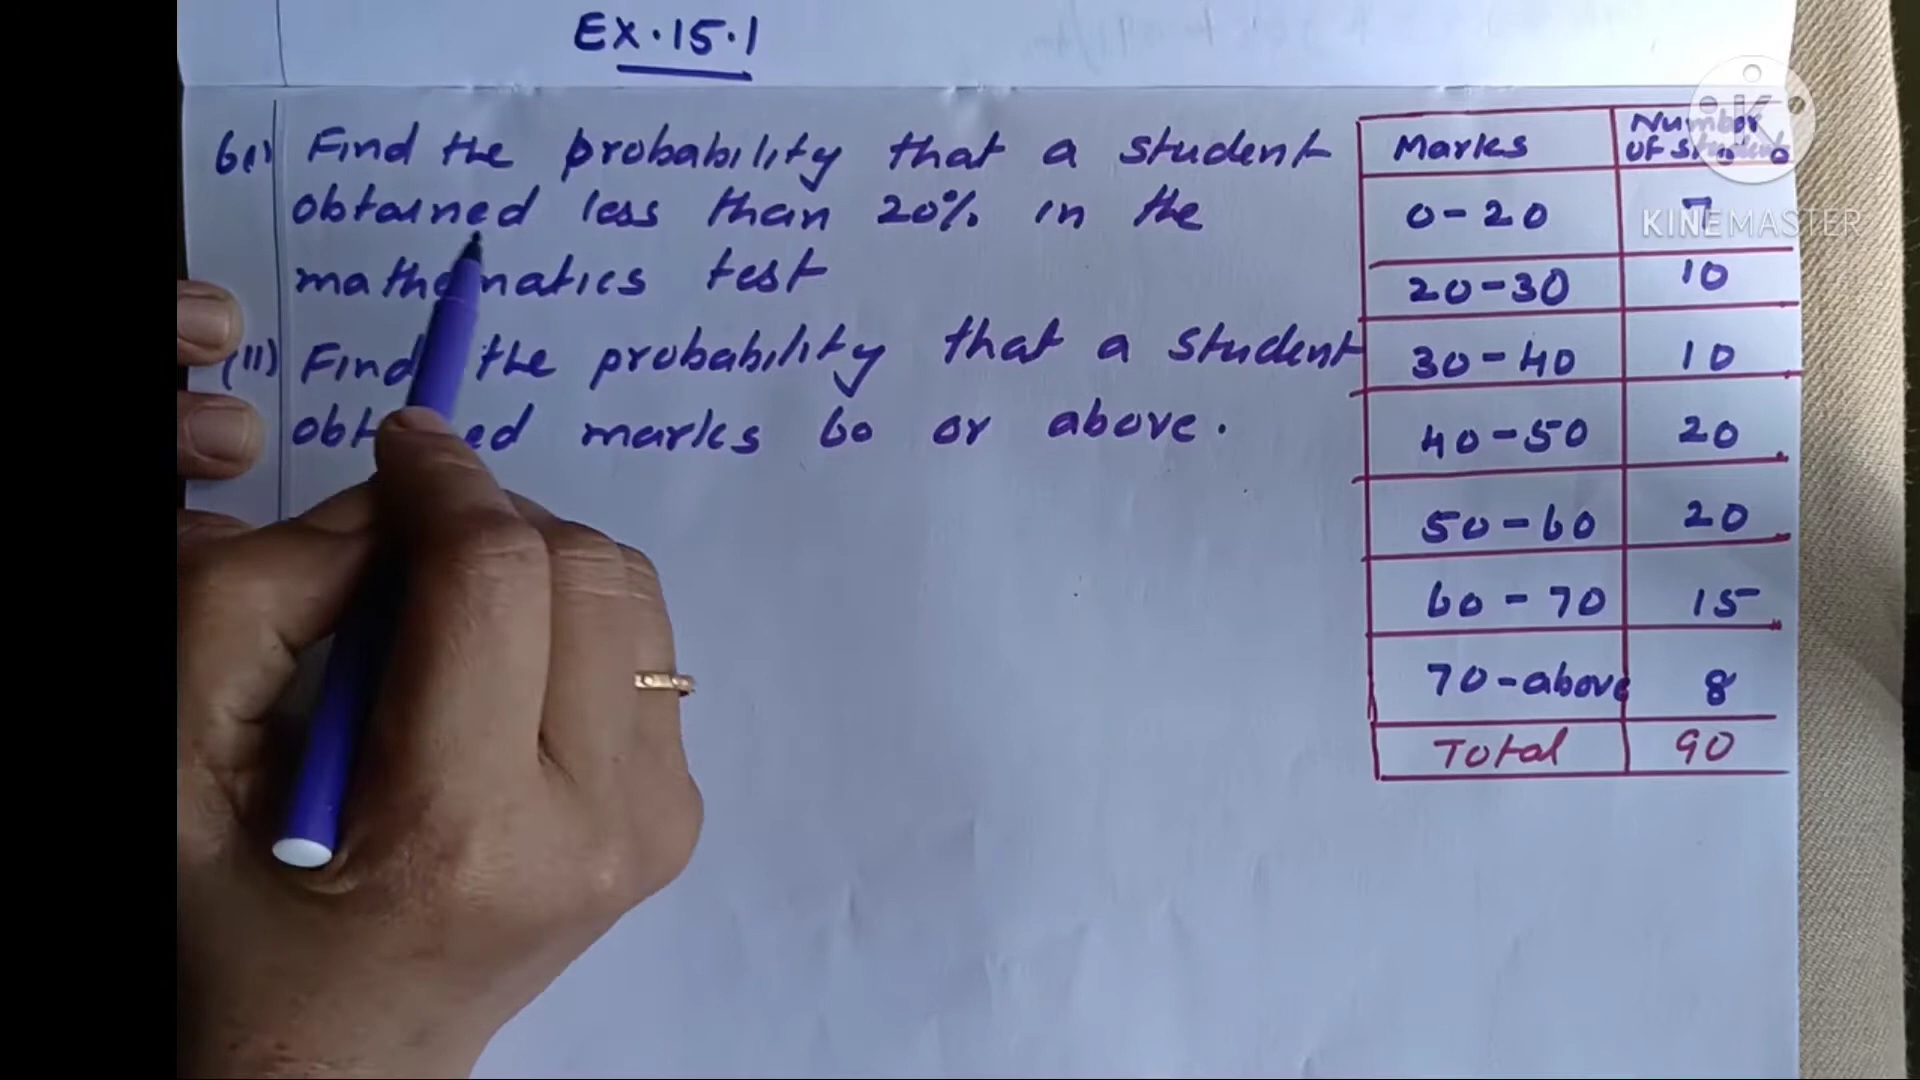 Ex.15.1
6(i) Find the probability that a student
obtained less than 20% in the
mathematics test
(ii) Find the probability that a student
marks 60 or above.
Marks Number
0-20 7
20-30 10
30-40 10
40-50 20
50-60 20
60-70 15
70-above 8
Total 90
KINEMASTER